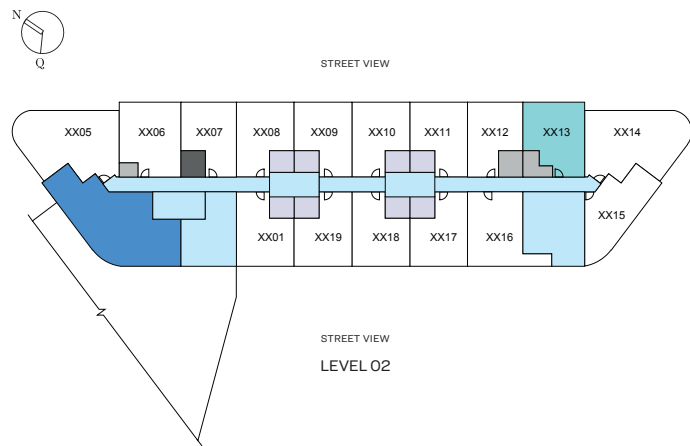 N
Q
STREET VIEW
XX05 XX06 XX07 XX08 XX09 XX10 XX11 XX12 XX13 XX14
XX15
XX01 XX19 XX18 XX17 XX16
STREET VIEW
LEVEL 02